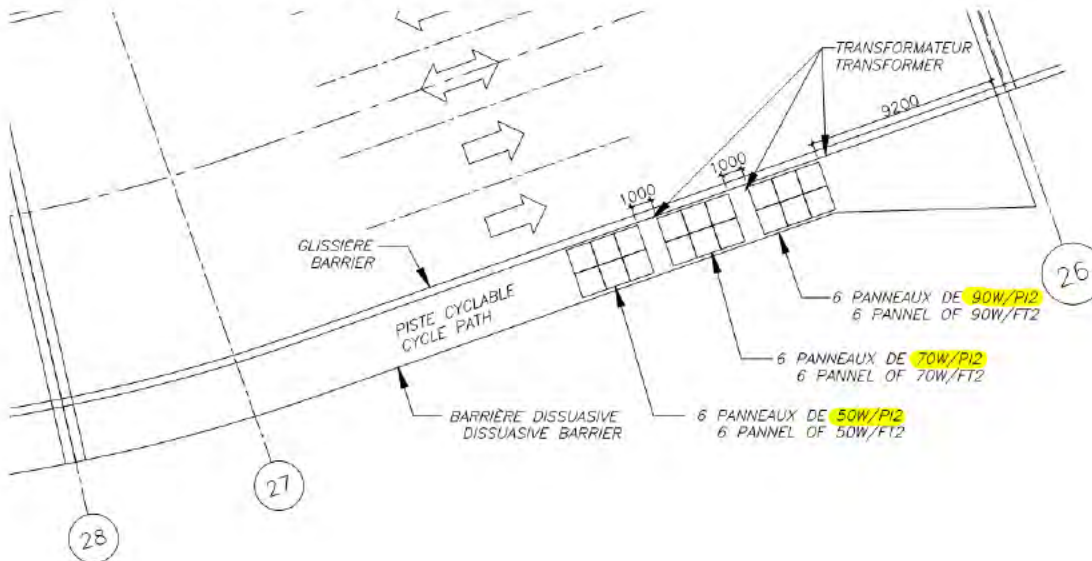 TRANSFORMATEUR
TRANSFORMER
9200
1000
1000
GLISSIÈRE
BARRIER
26
6 PANNEAUX DE 90W/PI2
6 PANNEL OF 90W/FT2
PISTE CYCLABLE
CYCLE PATH
6 PANNEAUX DE 70W/PI2
6 PANNEL OF 70W/FT2
BARRIÈRE DISSUASIVE
DISSUASIVE BARRIER
6 PANNEAUX DE 50W/PI2
6 PANNEL OF 50W/FT2
27
28